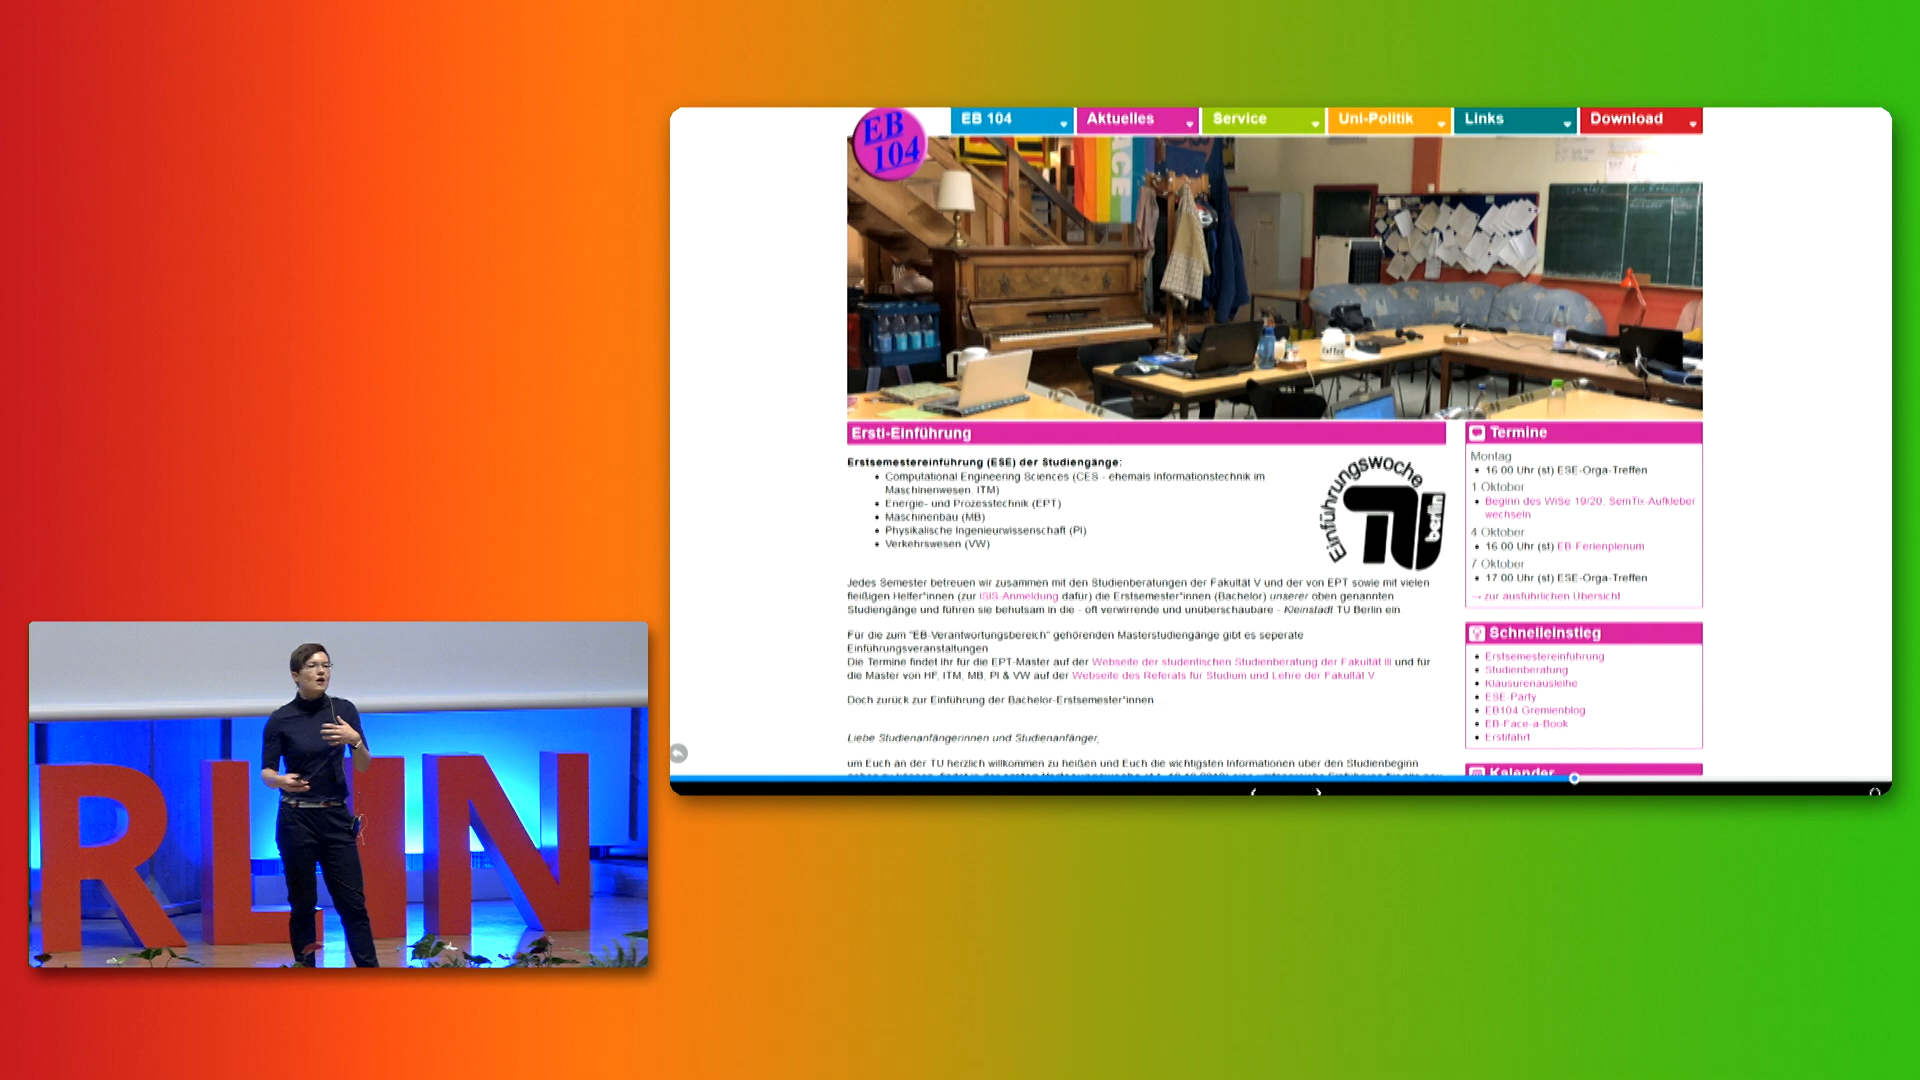 EB 104
EB 104
Aktuelles
Service
Uni-Politik
Links
Download
Ersti-Einführung
Erstsemestereinführung (ESE) der Studiengänge:
Computational Engineering Sciences (CES - ehemals Informationstechnik im
Maschinenwesen, ITM)
Energie- und Prozesstechnik (EPT)
Maschinenbau (MB)
Physikalische Ingenieurwissenschaft (PI)
Verkehrswesen (VW)
Einführungswoche
TU berlin
Jedes Semester betreuen wir zusammen mit den Studienberatungen der Fakultät V und der von EPT sowie mit vielen
fleißigen Helfer*innen (zur ISIS-Anmeldung dafür) die Erstsemester*innen (Bachelor) unserer oben genannten
Studiengänge und führen sie behutsam in die - oft verwirrende und unüberschaubare - Kleinstadt TU Berlin ein.
Für die zum "EB-Verantwortungsbereich" gehörenden Masterstudiengänge gibt es seperate
Einführungsveranstaltungen
Die Termine findet Ihr für die EPT-Master auf der Webseite der studentischen Studienberatung der Fakultät III und für
die Master von HF, ITM, MB, PI & VW auf der Webseite des Referats für Studium und Lehre der Fakultät V
Doch zurück zur Einführung der Bachelor-Erstsemester*innen
Liebe Studienanfängerinnen und Studienanfänger,
um Euch an der TU herzlich willkommen zu heißen und Euch die wichtigsten Informationen über den Studienbeginn
Termine
Montag
16:00 Uhr (st) ESE-Orga-Treffen
1 Oktober
Beginn des WiSe 19/20, SemTix-Aufkleber
wechseln
4 Oktober
16:00 Uhr (st) EB-Ferienplenum
7 Oktober
17:00 Uhr (st) ESE-Orga-Treffen
→ zur ausführlichen Übersicht
Schnelleinstieg
Erstsemestereinführung
Studienberatung
Klausurenausleihe
ESE-Party
EB104 Gremienblog
EB-Face-a-Book
Erstifahrt
Kalender
RLIN